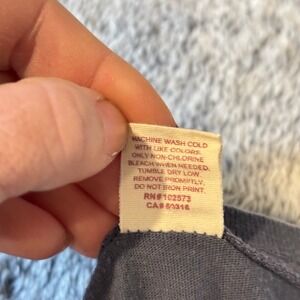 MACHINE WASH COLD
WITH LIKE COLORS.
ONLY NON-CHLORINE
BLEACH WHEN NEEDED.
TUMBLE DRY LOW.
REMOVE PROMPTLY.
DO NOT IRON PRINT.
RN# 102573
CA# 50316